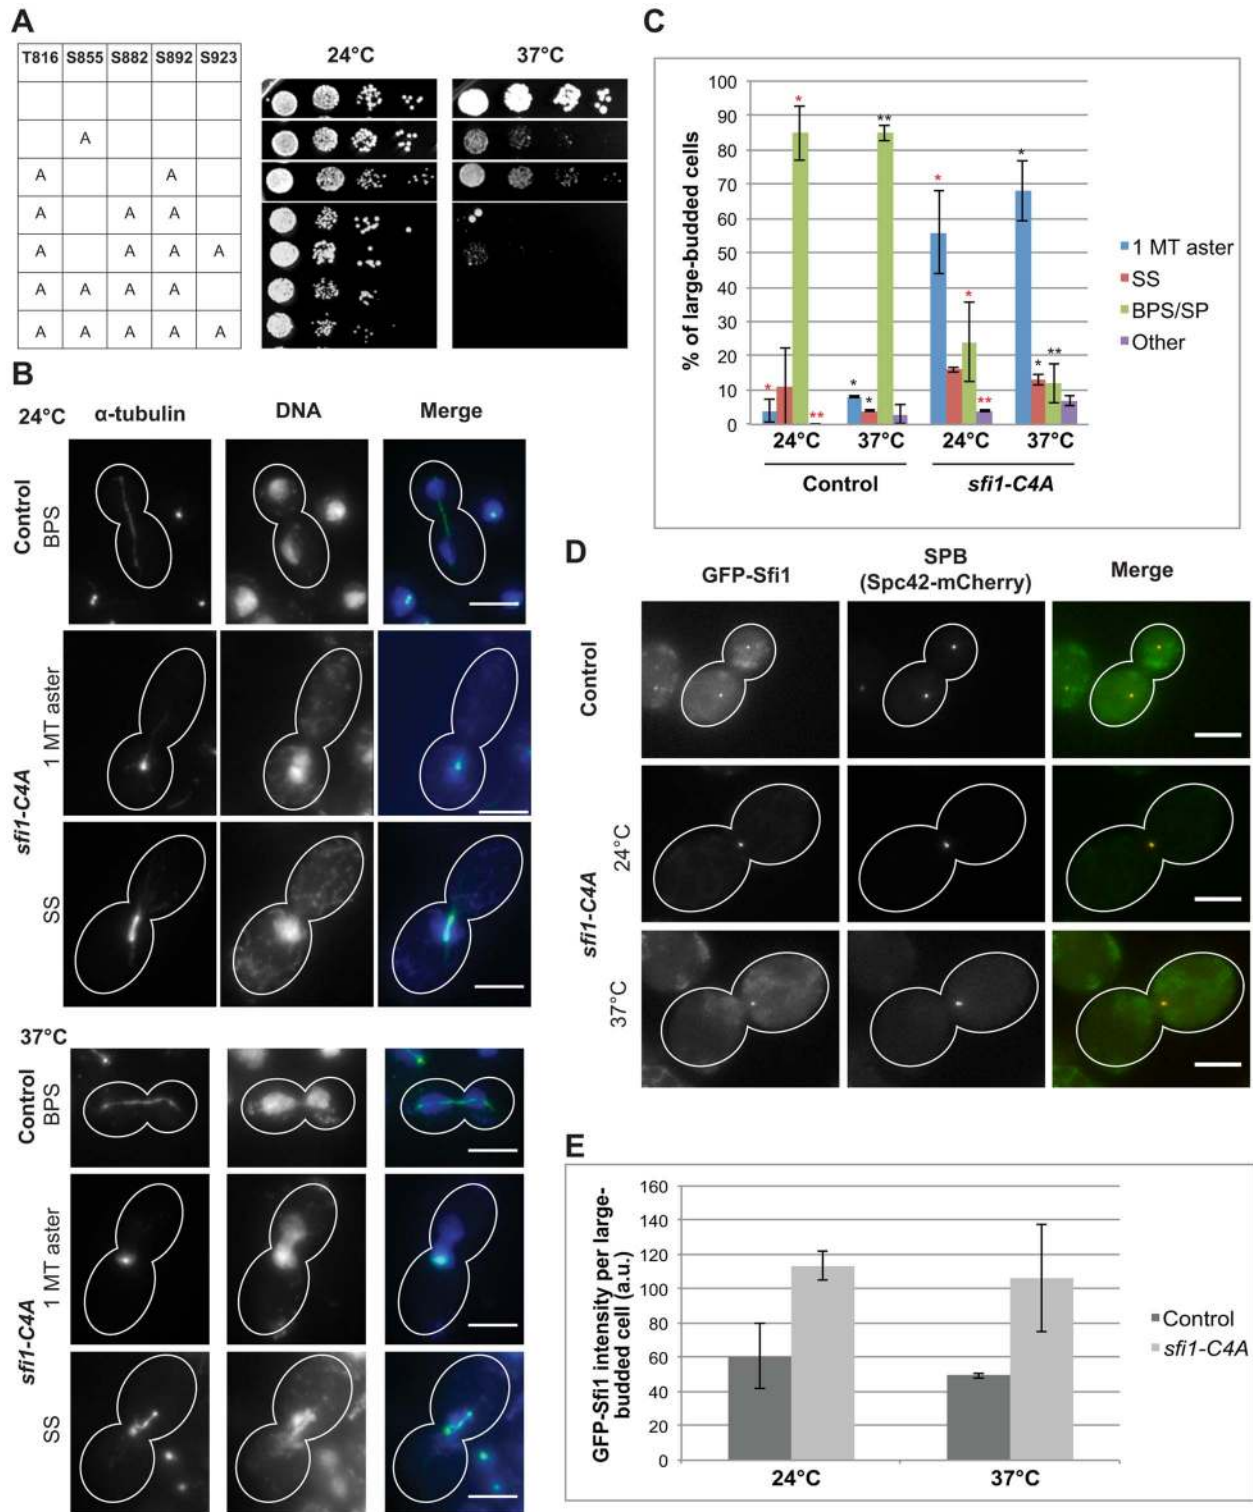 A
T816 S855 S882 S892 S923
A
A A
A A A
A A A A
A A A A
A A A A A
24°C 37°C
B
24°C α-tubulin DNA Merge
Control
BPS
sfi1-C4A
1 MT aster
SS
37°C
Control
BPS
sfi1-C4A
1 MT aster
SS
C
% of large-budded cells
100
90
80
70
60
50
40
30
20
10
0
* * ** * * * ** * * ** * * **
24°C 37°C 24°C 37°C
Control sfi1-C4A
1 MT aster
SS
BPS/SP
Other
D
GFP-Sfi1 SPB (Spc42-mCherry) Merge
Control
sfi1-C4A
24°C
37°C
E
GFP-Sfi1 intensity per large-
budded cell (a.u.)
160
140
120
100
80
60
40
20
0
24°C 37°C
Control
sfi1-C4A